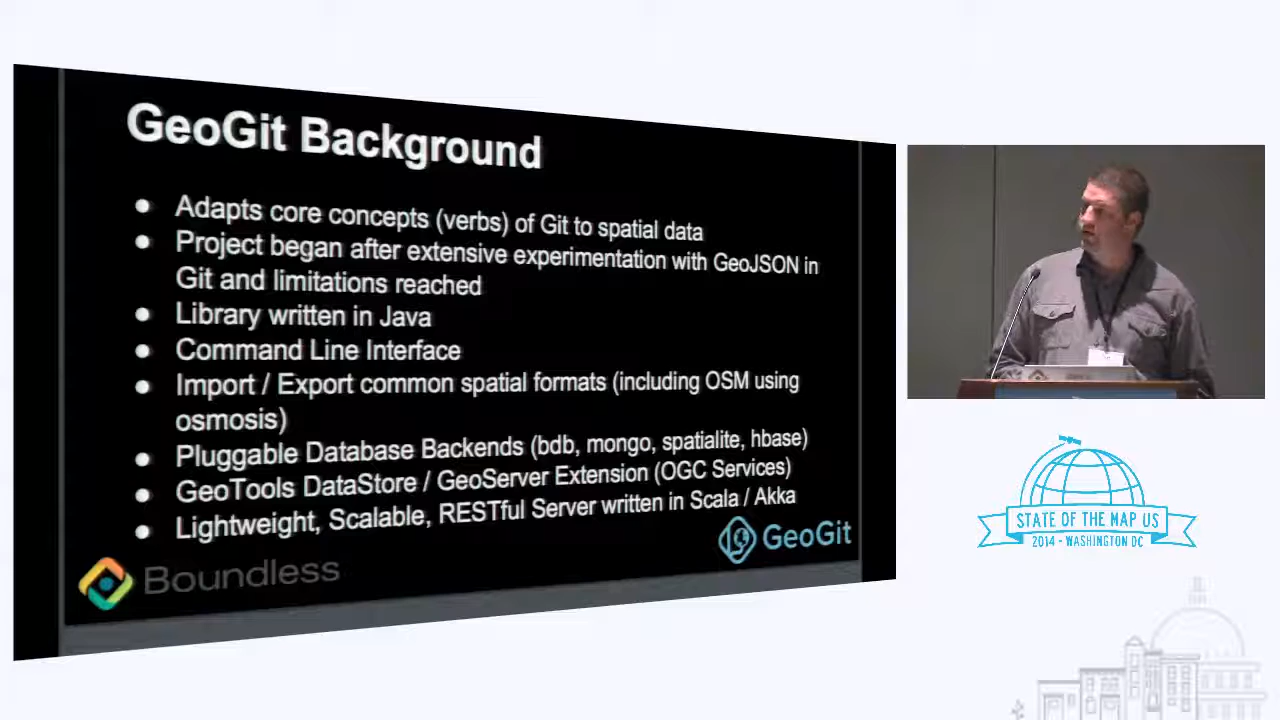 GeoGit Background
● Adapts core concepts (verbs) of Git to spatial data
● Project began after extensive experimentation with GeoJSON in
Git and limitations reached
● Library written in Java
● Command Line Interface
● Import / Export common spatial formats (including OSM using
osmosis)
● Pluggable Database Backends (bdb, mongo, spatialite, hbase)
● GeoTools DataStore / GeoServer Extension (OGC Services)
● Lightweight, Scalable, RESTful Server written in Scala / Akka
GeoGit
Boundless
STATE OF THE MAP US
2014 - WASHINGTON DC